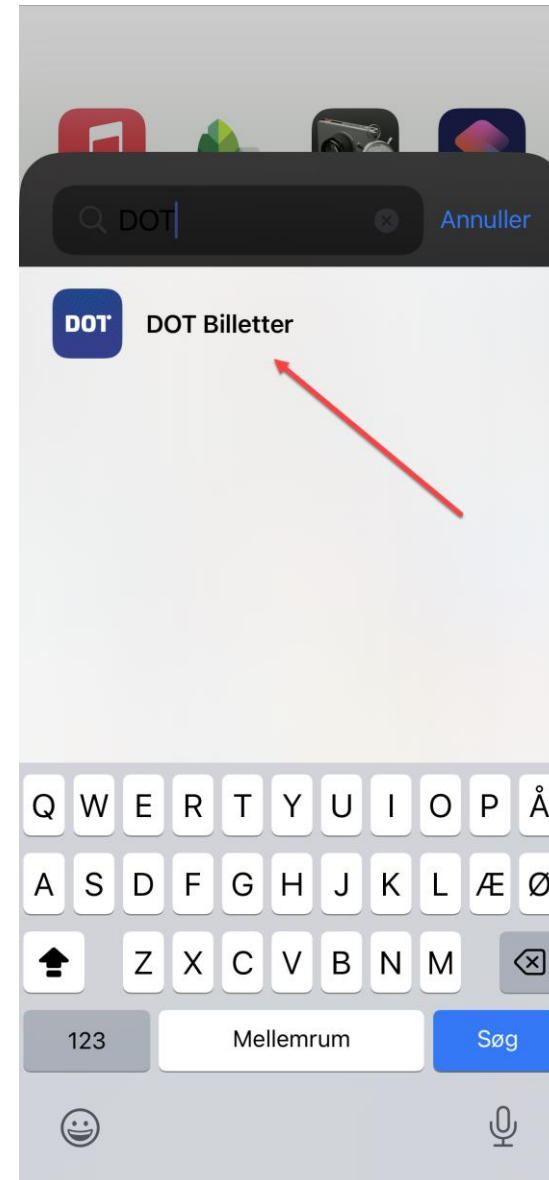 DOT
Annuller
DOT
DOT Billetter
Q W E R T Y U I O P Å
A S D F G H J K L Æ Ø
Z X C V B N M
123
Mellemrum
Søg